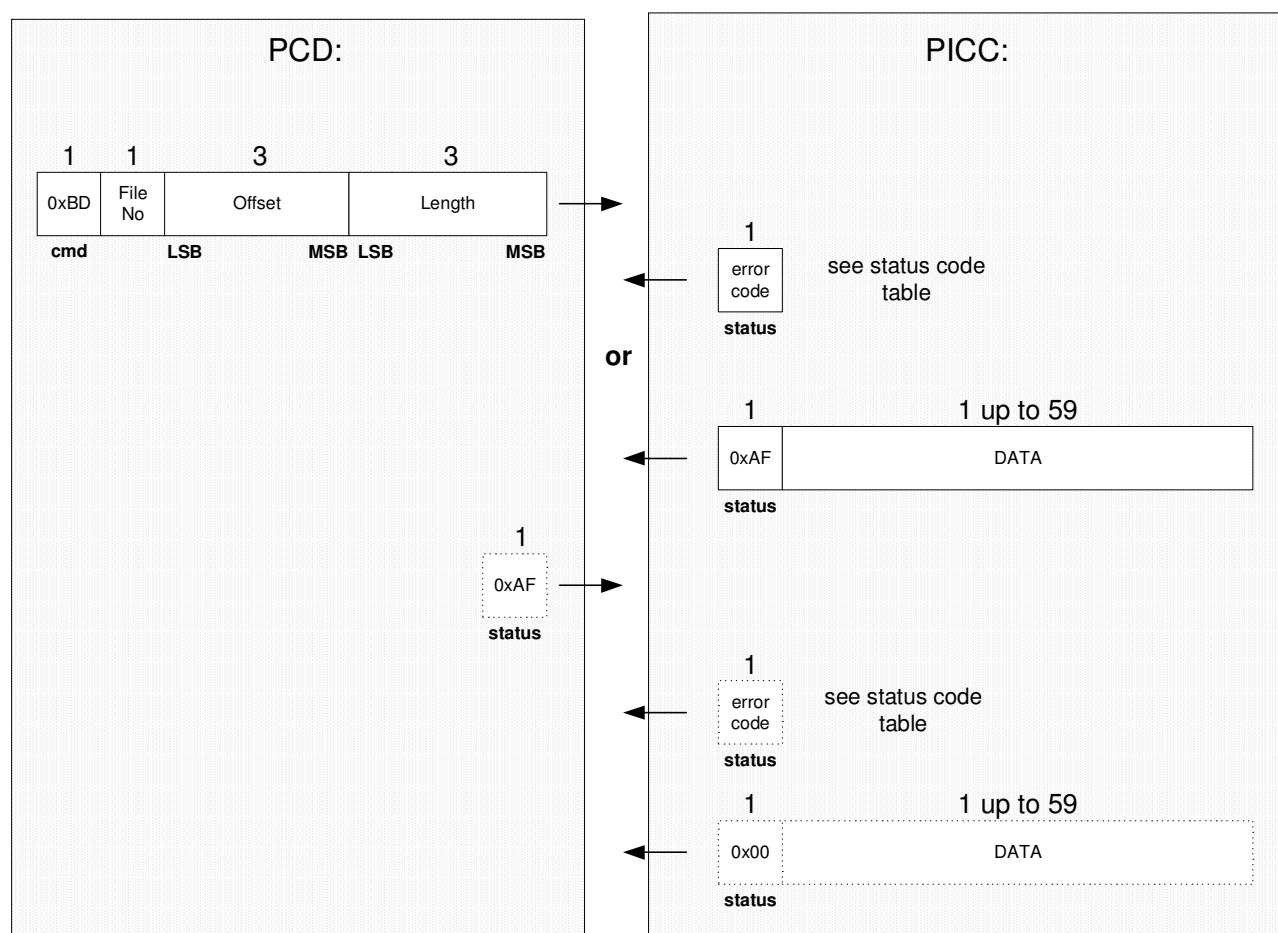 PCD:
PICC:
1 1 3 3
0xBD File No Offset Length
cmd LSB MSB LSB MSB
1
error
code
see status code
table
status
or
1 1 up to 59
0xAF DATA
status
1
0xAF
status
1
error
code
see status code
table
status
1 1 up to 59
0x00 DATA
status